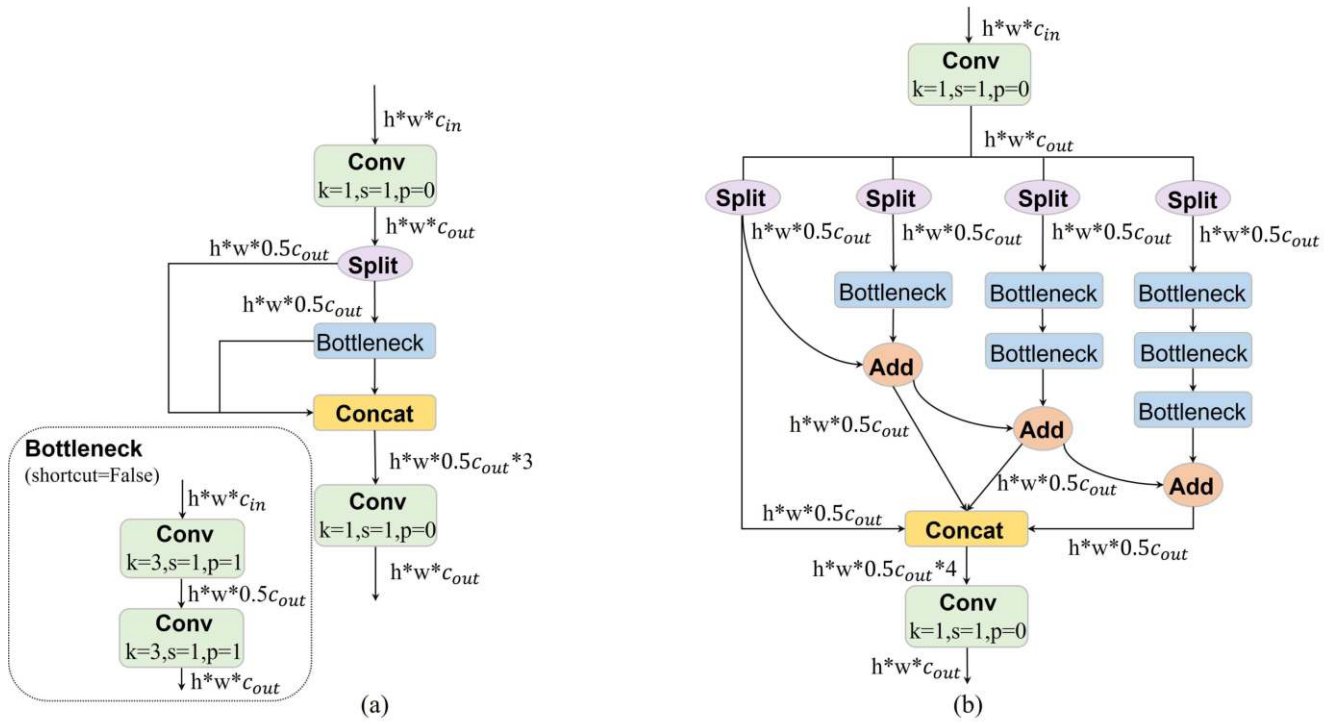 h*w*c_in
Conv
k=1,s=1,p=0
h*w*c_out
h*w*0.5c_out
Split
h*w*0.5c_out
Bottleneck
Concat
h*w*0.5c_out*3
Conv
k=1,s=1,p=0
h*w*c_out
Bottleneck
(shortcut=False)
h*w*c_in
Conv
k=3,s=1,p=1
h*w*0.5c_out
Conv
k=3,s=1,p=1
h*w*c_out
(a)
h*w*c_in
Conv
k=1,s=1,p=0
h*w*c_out
Split Split Split Split
h*w*0.5c_out h*w*0.5c_out h*w*0.5c_out h*w*0.5c_out
Bottleneck Bottleneck Bottleneck
Add Bottleneck Bottleneck
h*w*0.5c_out Add Bottleneck
h*w*0.5c_out Add
h*w*0.5c_out Concat h*w*0.5c_out
h*w*0.5c_out*4
Conv
k=1,s=1,p=0
h*w*c_out
(b)